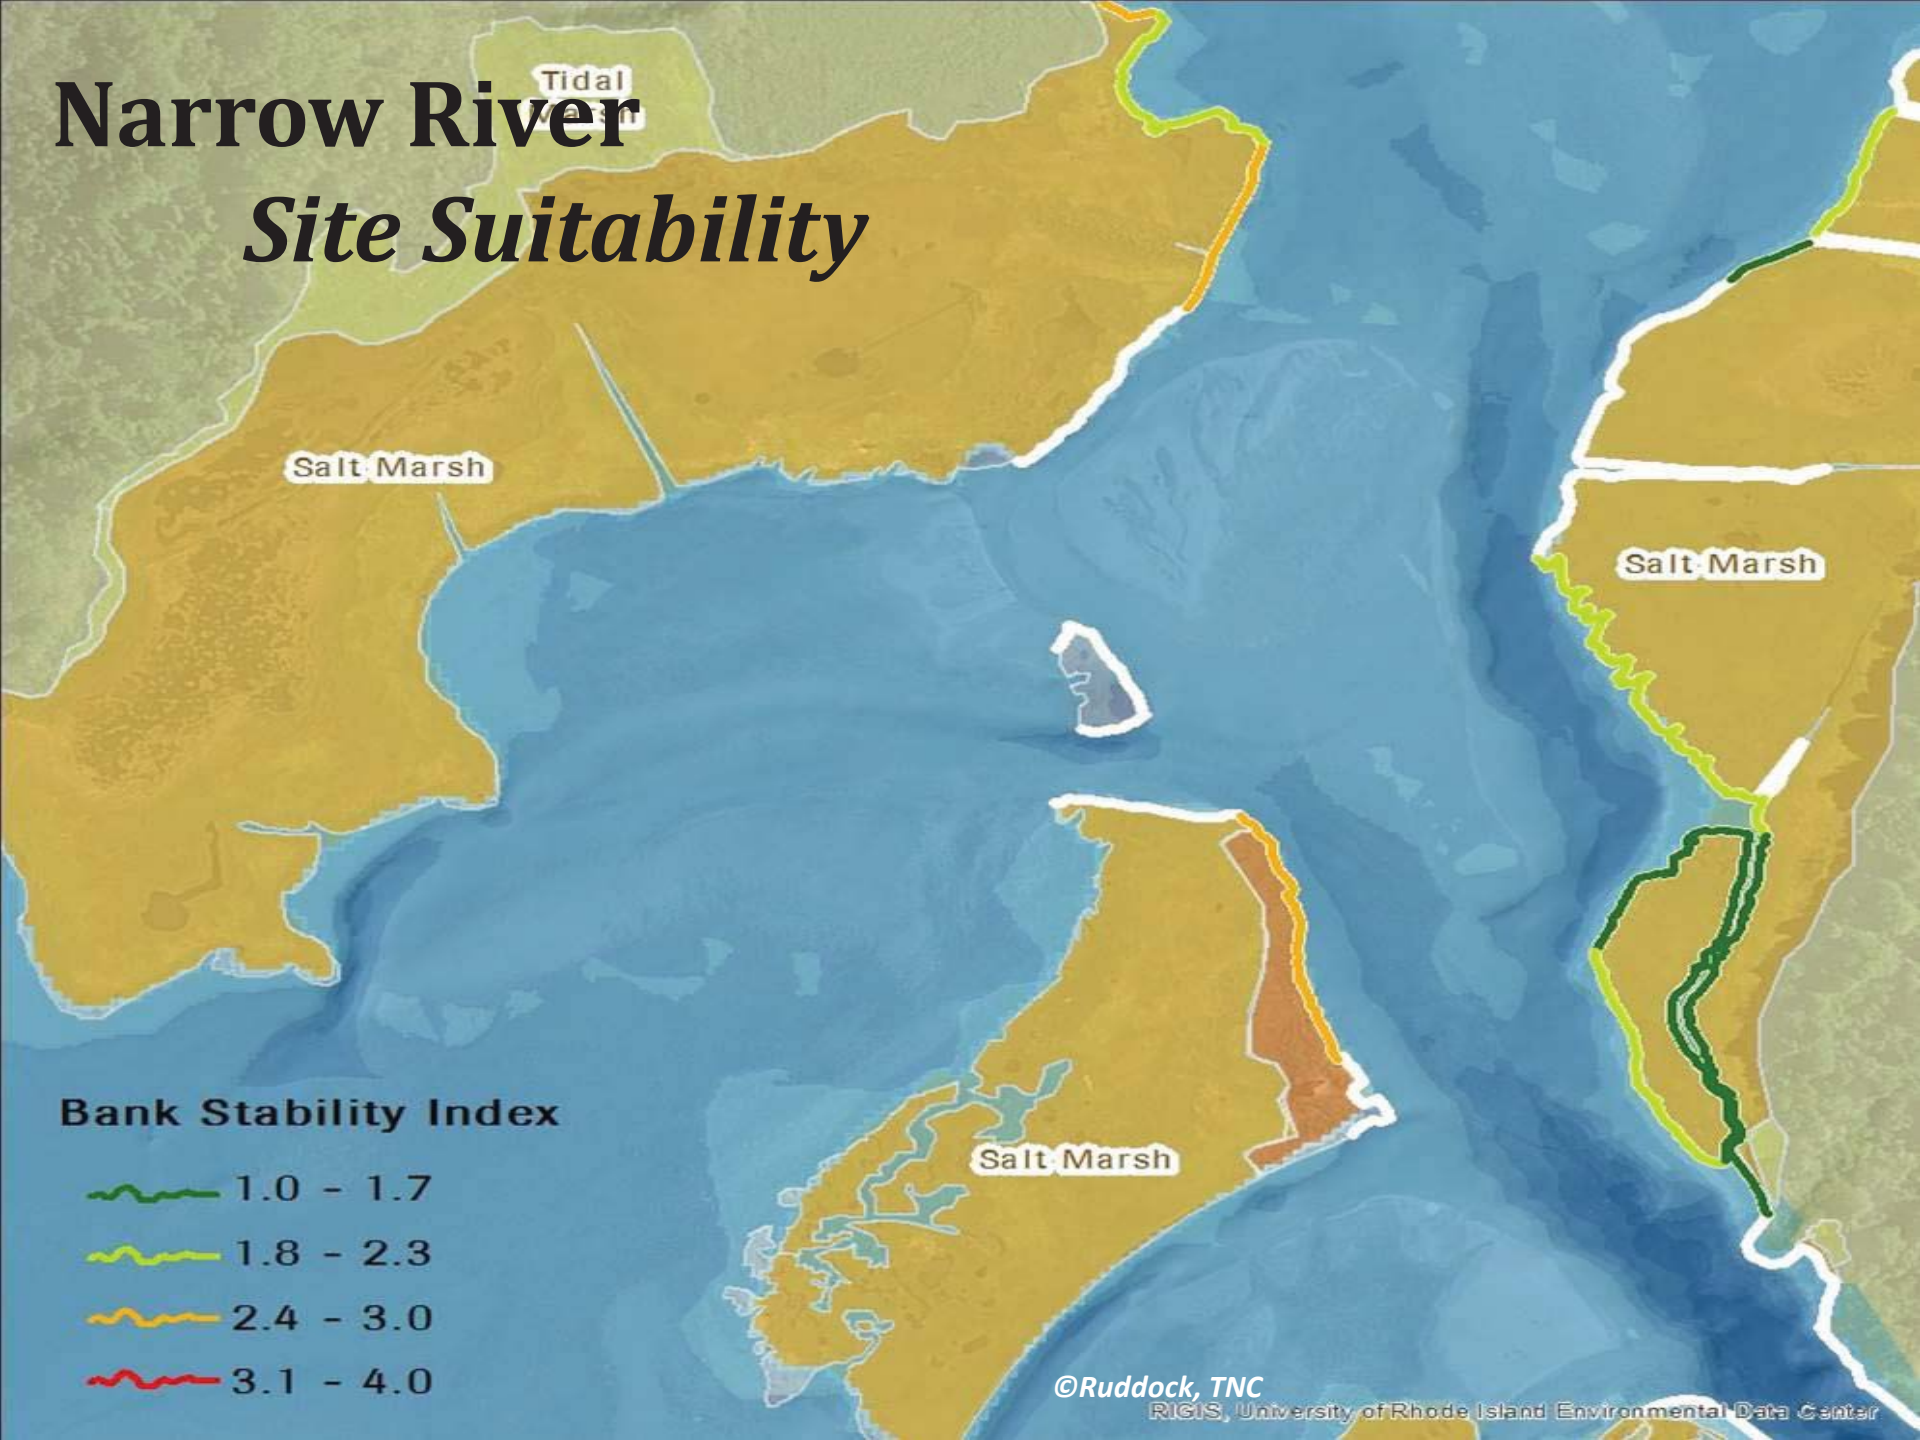 Narrow River
Site Suitability
Tidal
Marsh
Salt Marsh
Salt Marsh
Salt Marsh
Bank Stability Index
1.0 - 1.7
1.8 - 2.3
2.4 - 3.0
3.1 - 4.0
©Ruddock, TNC
RIGIS, University of Rhode Island Environmental Data Center